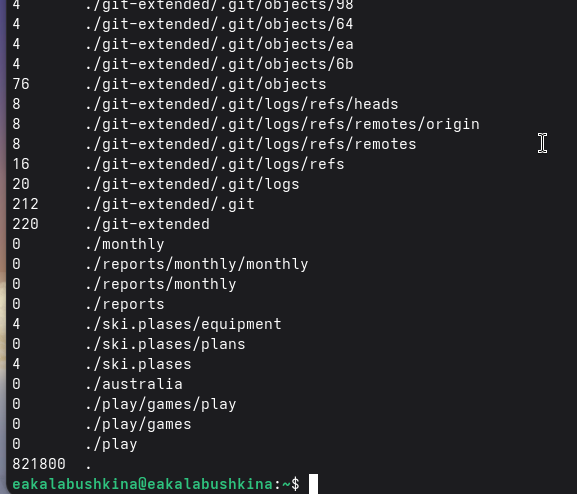 4 ./git-extended/.git/objects/98
4 ./git-extended/.git/objects/64
4 ./git-extended/.git/objects/ea
4 ./git-extended/.git/objects/6b
76 ./git-extended/.git/objects
8 ./git-extended/.git/logs/refs/heads
8 ./git-extended/.git/logs/refs/remotes/origin
8 ./git-extended/.git/logs/refs/remotes
16 ./git-extended/.git/logs/refs
20 ./git-extended/.git/logs
212 ./git-extended/.git
220 ./git-extended
0 ./monthly
0 ./reports/monthly/monthly
0 ./reports/monthly
0 ./reports
4 ./ski.plases/equipment
0 ./ski.plases/plans
4 ./ski.plases
0 ./australia
0 ./play/games/play
0 ./play/games
0 ./play
821800 .
eakalabushkina@eakalabushkina:~$